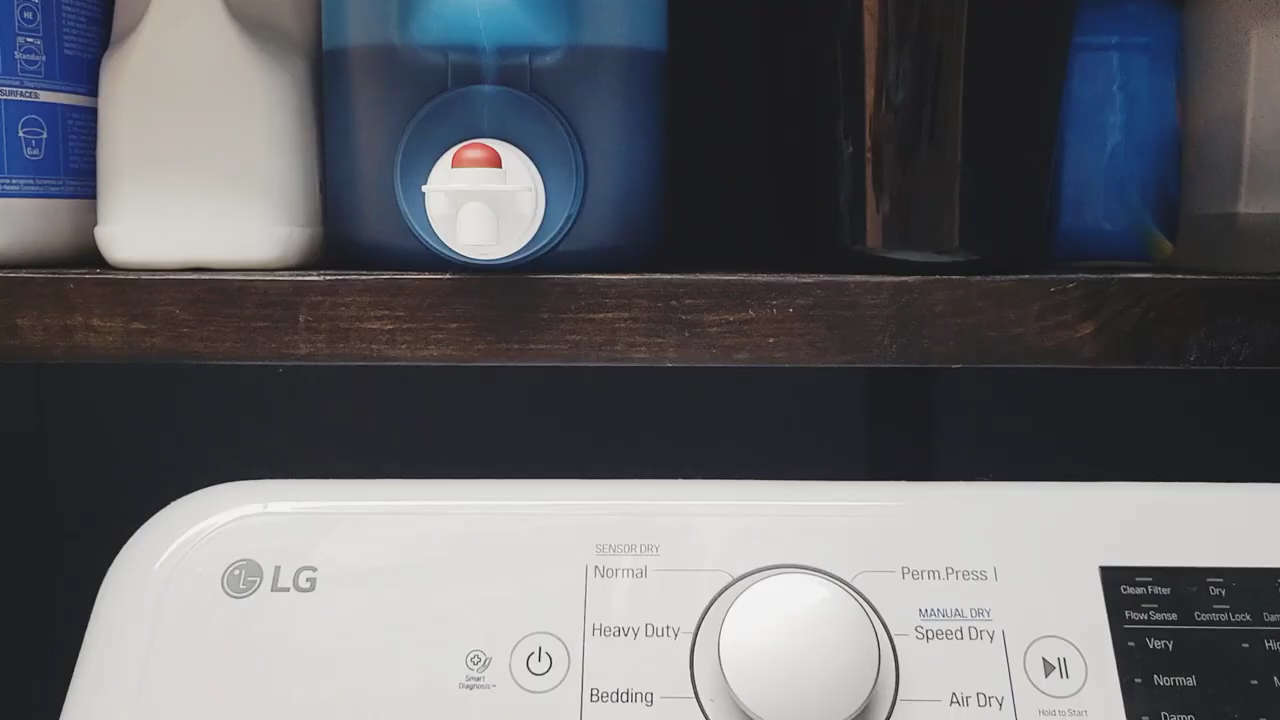 HE
Standard
SURFACES:
1
Gal.
LG
SENSOR DRY
Normal
Heavy Duty
Bedding
Perm.Press
MANUAL DRY
Speed Dry
Air Dry
Smart
Diagnosis™
Hold to Start
Clean Filter
Dry
Flow Sense
Control Lock
Very
Normal
Damp